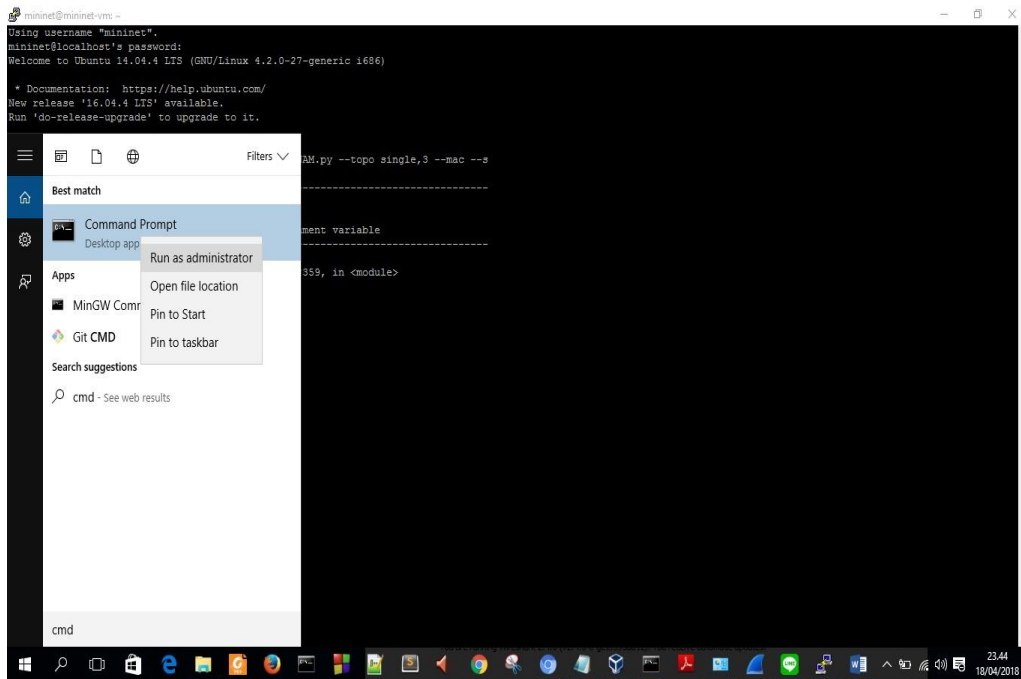 mininet@mininet-vm: ~
Using username "mininet".
mininet@localhost's password:
Welcome to Ubuntu 14.04.4 LTS (GNU/Linux 4.2.0-27-generic i686)
* Documentation: https://help.ubuntu.com/
New release '16.04.4 LTS' available.
Run 'do-release-upgrade' to upgrade to it.
Filters
AM.py --topo single,3 --mac --s
-------------------------------
Best match
Command Prompt
ment variable
Desktop app
-------------------------------
Run as administrator
Apps
359, in <module>
Open file location
MinGW Comm
Pin to Start
Git CMD
Pin to taskbar
Search suggestions
cmd - See web results
cmd
23.44
18/04/2018